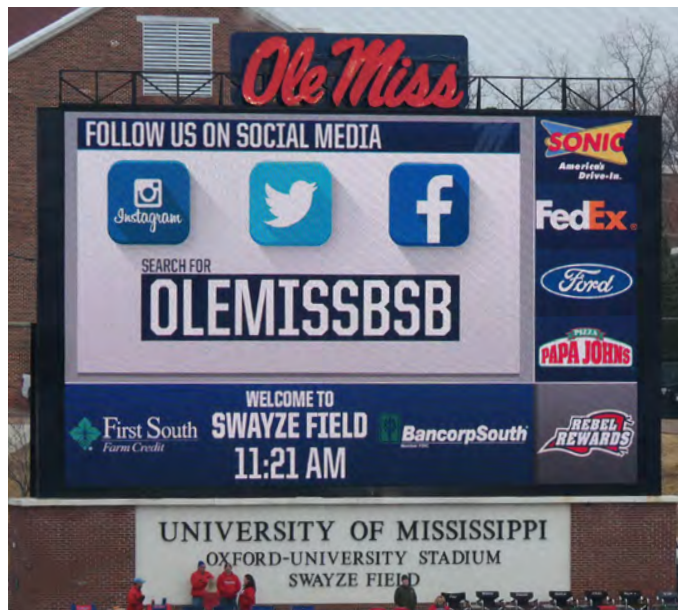 Ole Miss
FOLLOW US ON SOCIAL MEDIA
Instagram
f
SEARCH FOR
OLEMISSBSB
SONIC
America's
Drive-In.
FedEx®
Ford
PIZZA
PAPA JOHNS
First South
Farm Credit
WELCOME TO
SWAYZE FIELD
11:21 AM
BancorpSouth
REBEL
REWARDS
UNIVERSITY OF MISSISSIPPI
OXFORD-UNIVERSITY STADIUM
SWAYZE FIELD